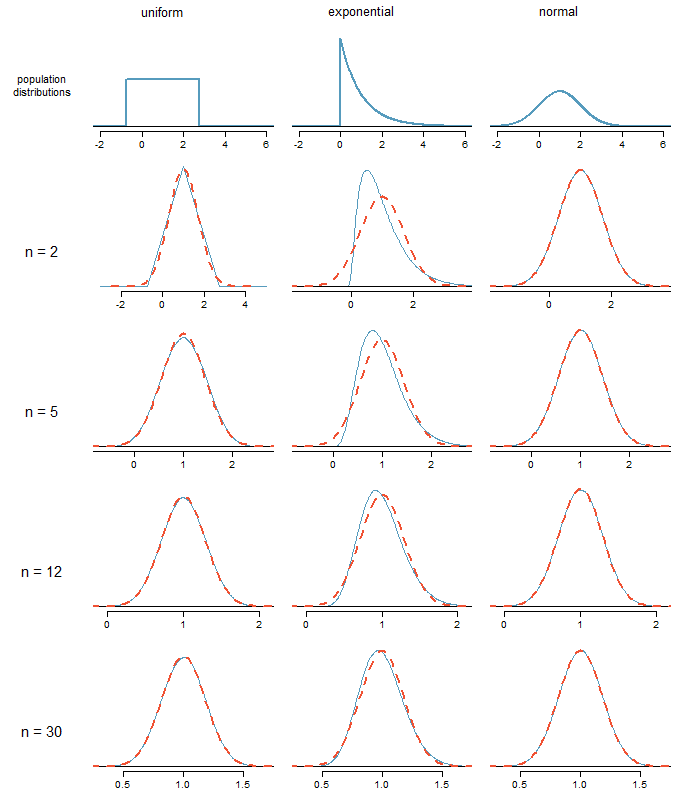 uniform exponential normal
population
distributions
-2 0 2 4 6 -2 0 2 4 6 -2 0 2 4 6
n = 2
-2 0 2 4 0 2 0 2
n = 5
0 1 2 0 1 2 0 1 2
n = 12
0 1 2 0 1 2 0 1 2
n = 30
0.5 1.0 1.5 0.5 1.0 1.5 0.5 1.0 1.5